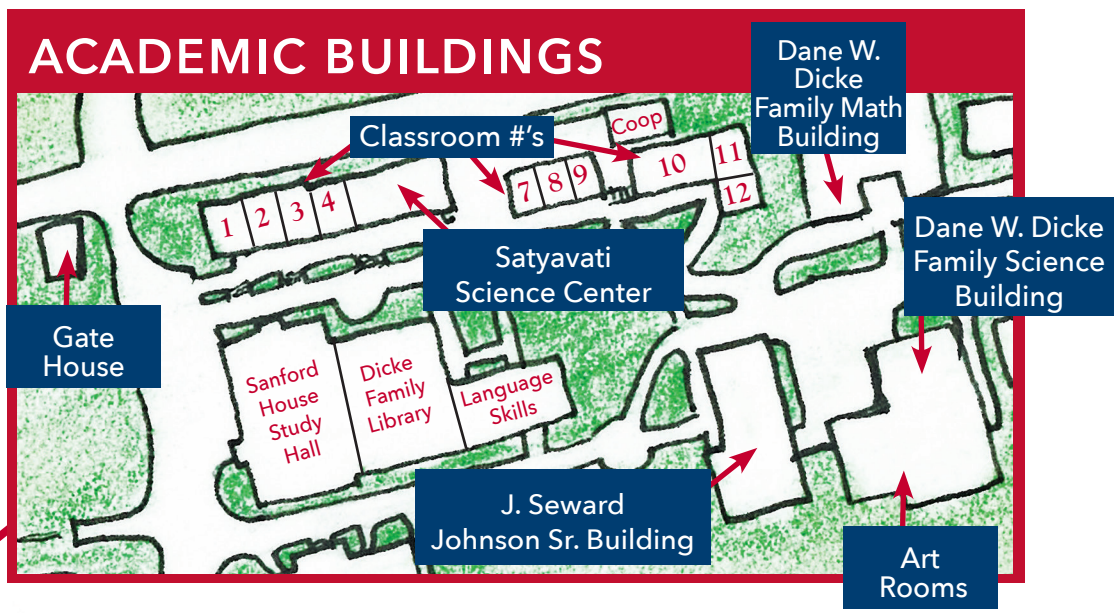 ACADEMIC BUILDINGS
Dane W.
Dicke
Family Math
Building
Classroom #'s
Coop
1
2
3
4
7
8
9
10
11
12
Satyavati
Science Center
Dane W. Dicke
Family Science
Building
Gate
House
Sanford
House
Study
Hall
Dicke
Family
Library
Language
Skills
J. Seward
Johnson Sr. Building
Art
Rooms